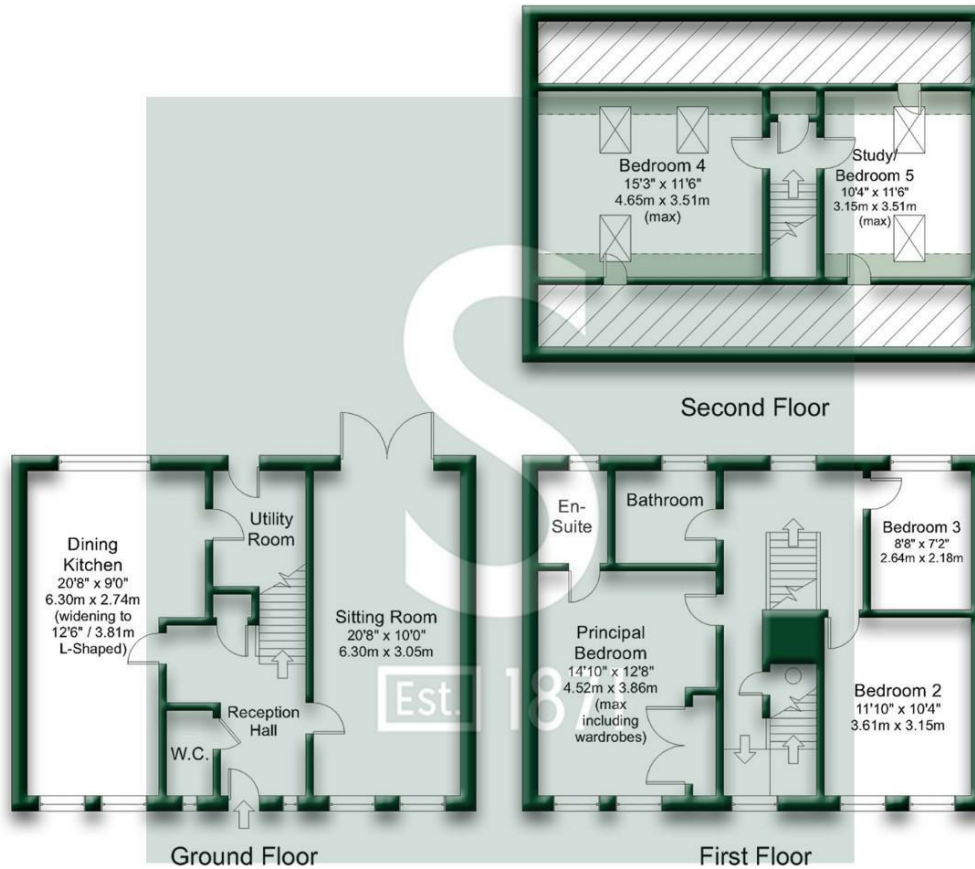 Bedroom 4
15'3" x 11'6"
4.65m x 3.51m
(max)
Study/
Bedroom 5
10'4" x 11'6"
3.15m x 3.51m
(max)
Second Floor
Dining
Kitchen
20'8" x 9'0"
6.30m x 2.74m
(widening to
12'6" / 3.81m
L-Shaped)
Utility
Room
Sitting Room
20'8" x 10'0"
6.30m x 3.05m
Reception
Hall
W.C.
Ground Floor
En-
Suite
Bathroom
Bedroom 3
8'8" x 7'2"
2.64m x 2.18m
Principal
Bedroom
14'10" x 12'8"
4.52m x 3.86m
(max
including
wardrobes)
Bedroom 2
11'10" x 10'4"
3.61m x 3.15m
First Floor
S
Est. 1871